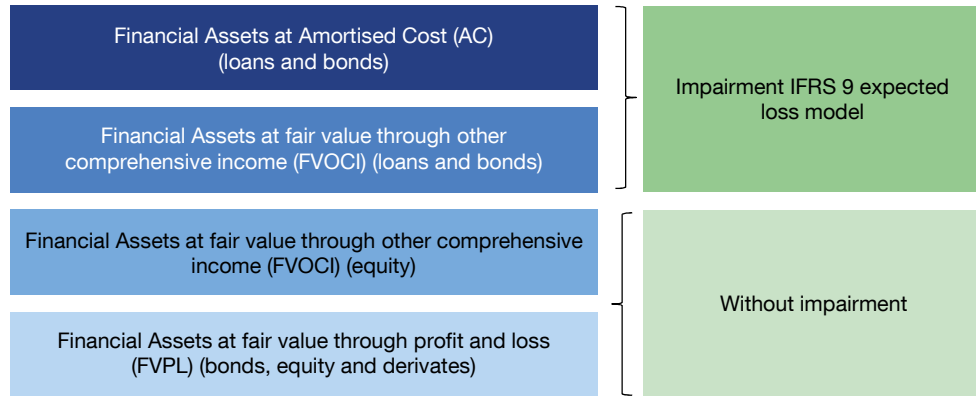 Financial Assets at Amortised Cost (AC)
(loans and bonds)
Financial Assets at fair value through other
comprehensive income (FVOCI) (loans and bonds)
Impairment IFRS 9 expected
loss model
Financial Assets at fair value through other comprehensive
income (FVOCI) (equity)
Financial Assets at fair value through profit and loss
(FVPL) (bonds, equity and derivates)
Without impairment